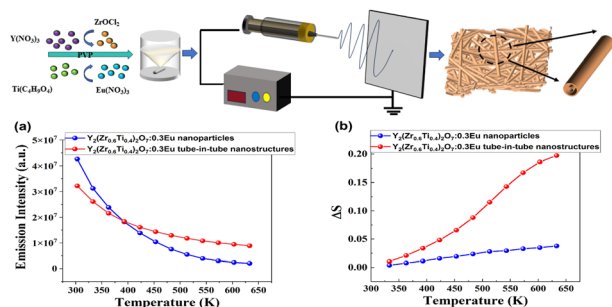 Y(NO3)3
ZrOCl2
PVP
Ti(C4H9O4)
Eu(NO3)3
(a)
Y2(Zr0.6Ti0.4)2O7:0.3Eu nanoparticles
Y2(Zr0.6Ti0.4)2O7:0.3Eu tube-in-tube nanostructures
Emission Intensity (a.u.)
5×10^7
4×10^7
3×10^7
2×10^7
1×10^7
0
300 350 400 450 500 550 600 650
Temperature (K)
(b)
Y2(Zr0.6Ti0.4)2O7:0.3Eu nanoparticles
Y2(Zr0.6Ti0.4)2O7:0.3Eu tube-in-tube nanostructures
ΔS
0.20
0.15
0.10
0.05
0.00
300 350 400 450 500 550 600 650
Temperature (K)